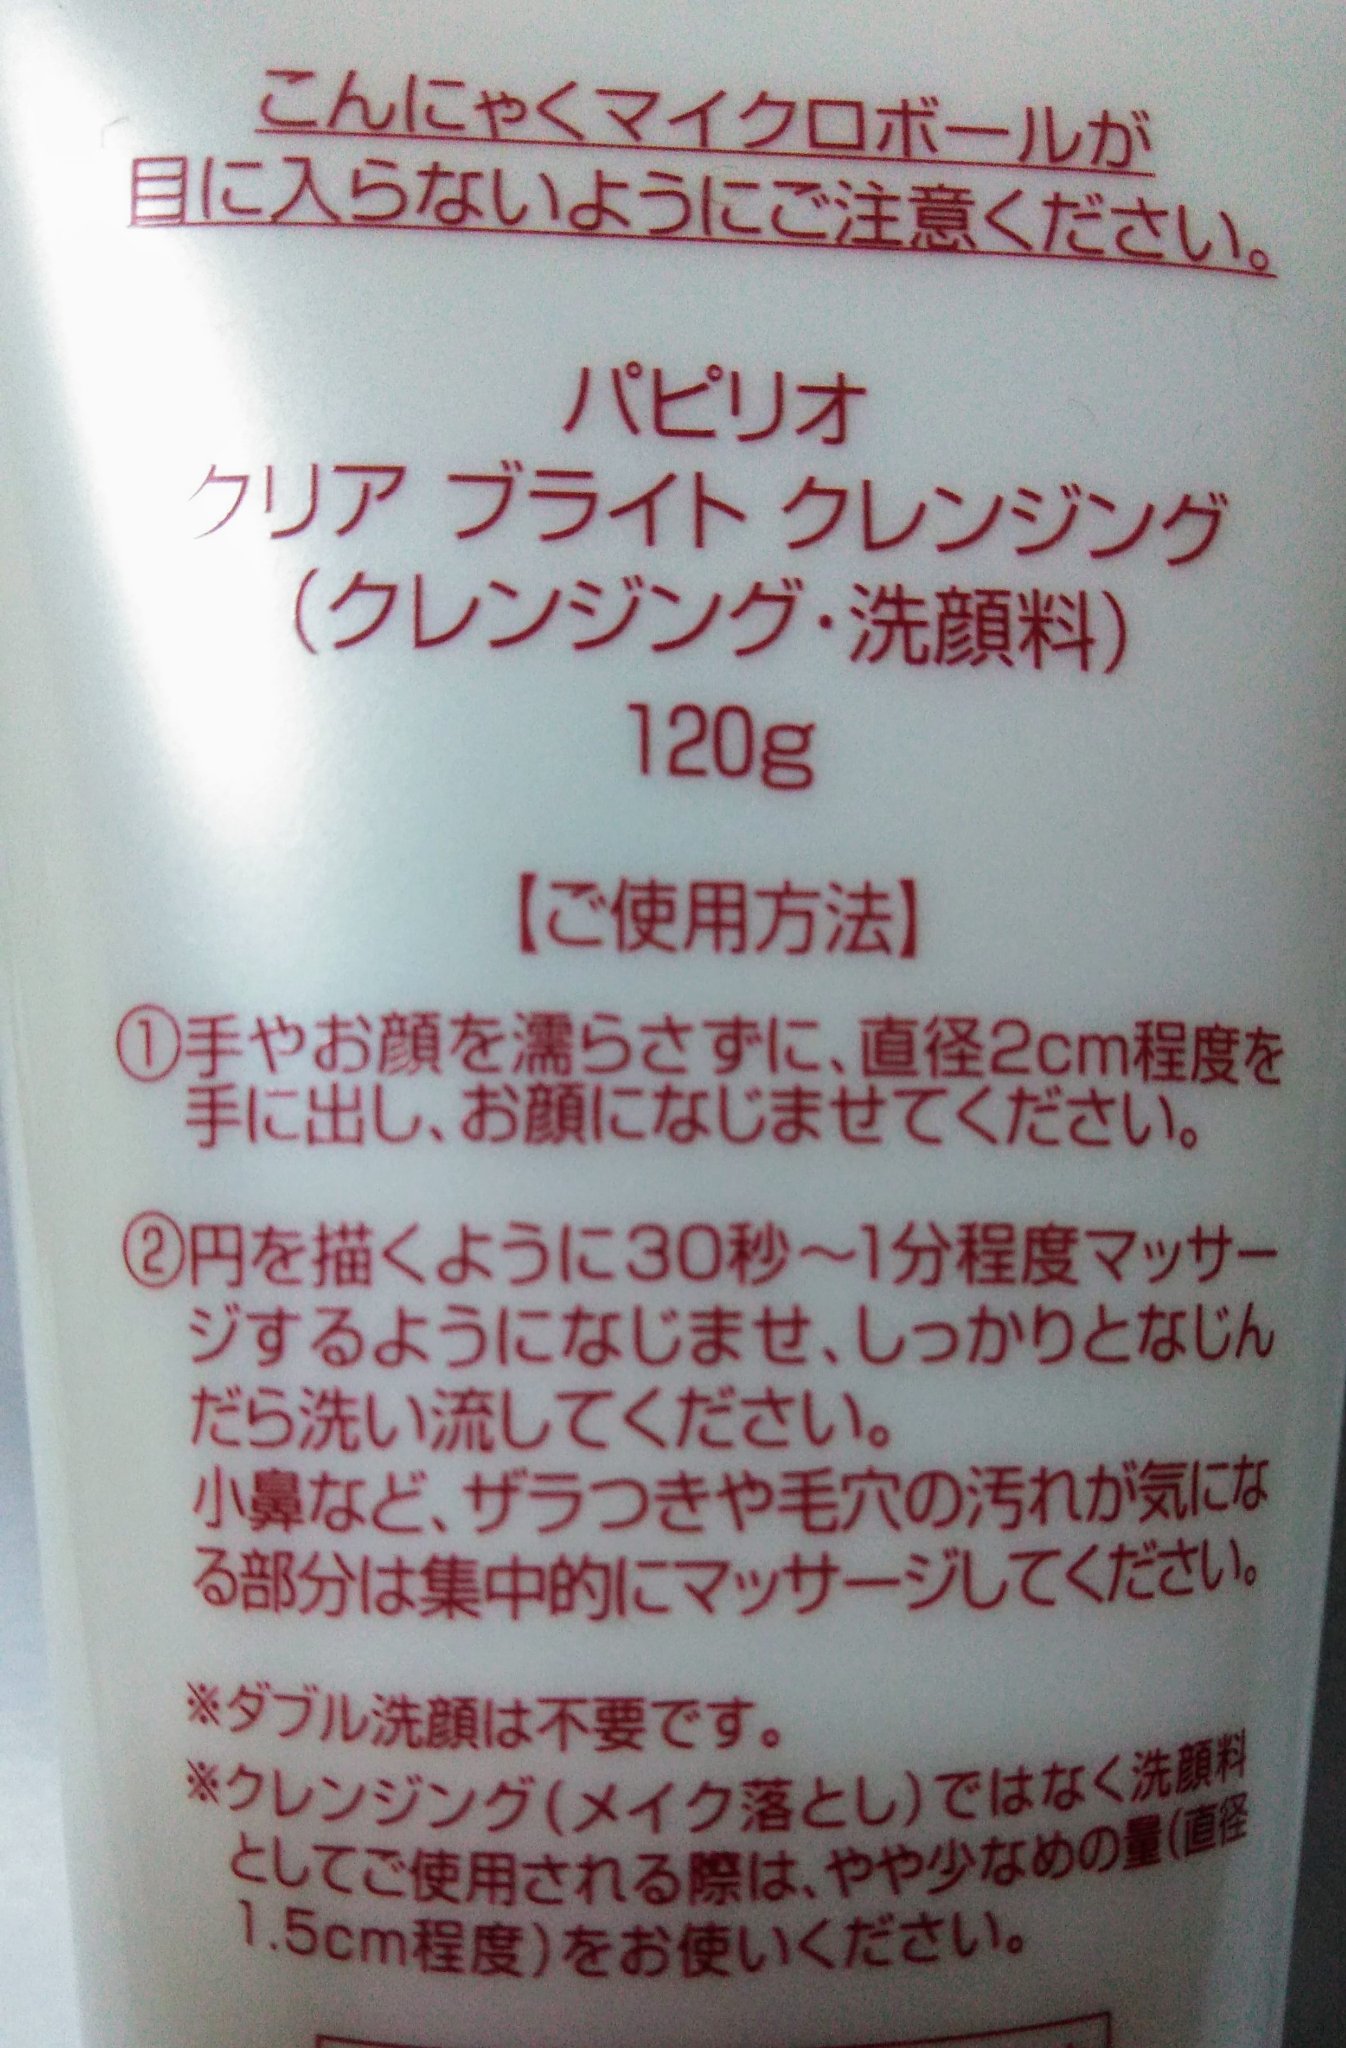 こんにゃくマイクロボールが
目に入らないようにご注意ください。
パピリオ
クリア ブライト クレンジング
(クレンジング・洗顔料)
120g
【ご使用方法】
①手やお顔を濡らさずに、直径2cm程度を
手に出し、お顔になじませてください。
②円を描くように30秒～1分程度マッサー
ジするようになじませ、しっかりとなじん
だら洗い流してください。
小鼻など、ザラつきや毛穴の汚れが気にな
る部分は集中的にマッサージしてください。
※ダブル洗顔は不要です。
※クレンジング(メイク落とし)ではなく洗顔料
としてご使用される際は、やや少なめの量(直径
1.5cm程度)をお使いください。